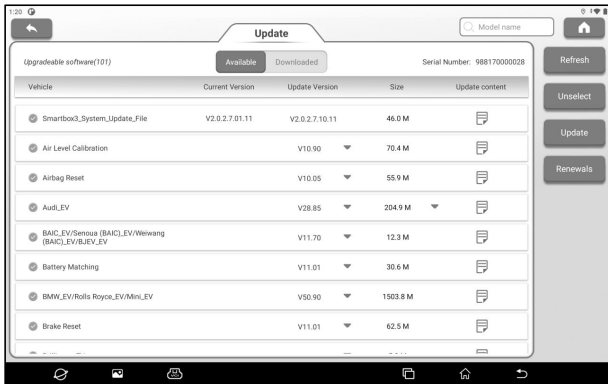 1:20
Update
Model name
Upgradeable software(101)
Available
Downloaded
Serial Number: 988170000028
Refresh
Vehicle
Current Version
Update Version
Size
Update content
Unselect
Smartbox3_System_Update_File
V2.0.2.7.01.11
V2.0.2.7.10.11
46.0 M
Update
Air Level Calibration
V10.90
70.4 M
Airbag Reset
V10.05
55.9 M
Renewals
Audi_EV
V28.85
204.9 M
BAIC_EV/Senoua (BAIC)_EV/Weiwang
(BAIC)_EV/BJEV_EV
V11.70
12.3 M
Battery Matching
V11.01
30.6 M
BMW_EV/Rolls Royce_EV/Mini_EV
V50.90
1503.8 M
Brake Reset
V11.01
62.5 M